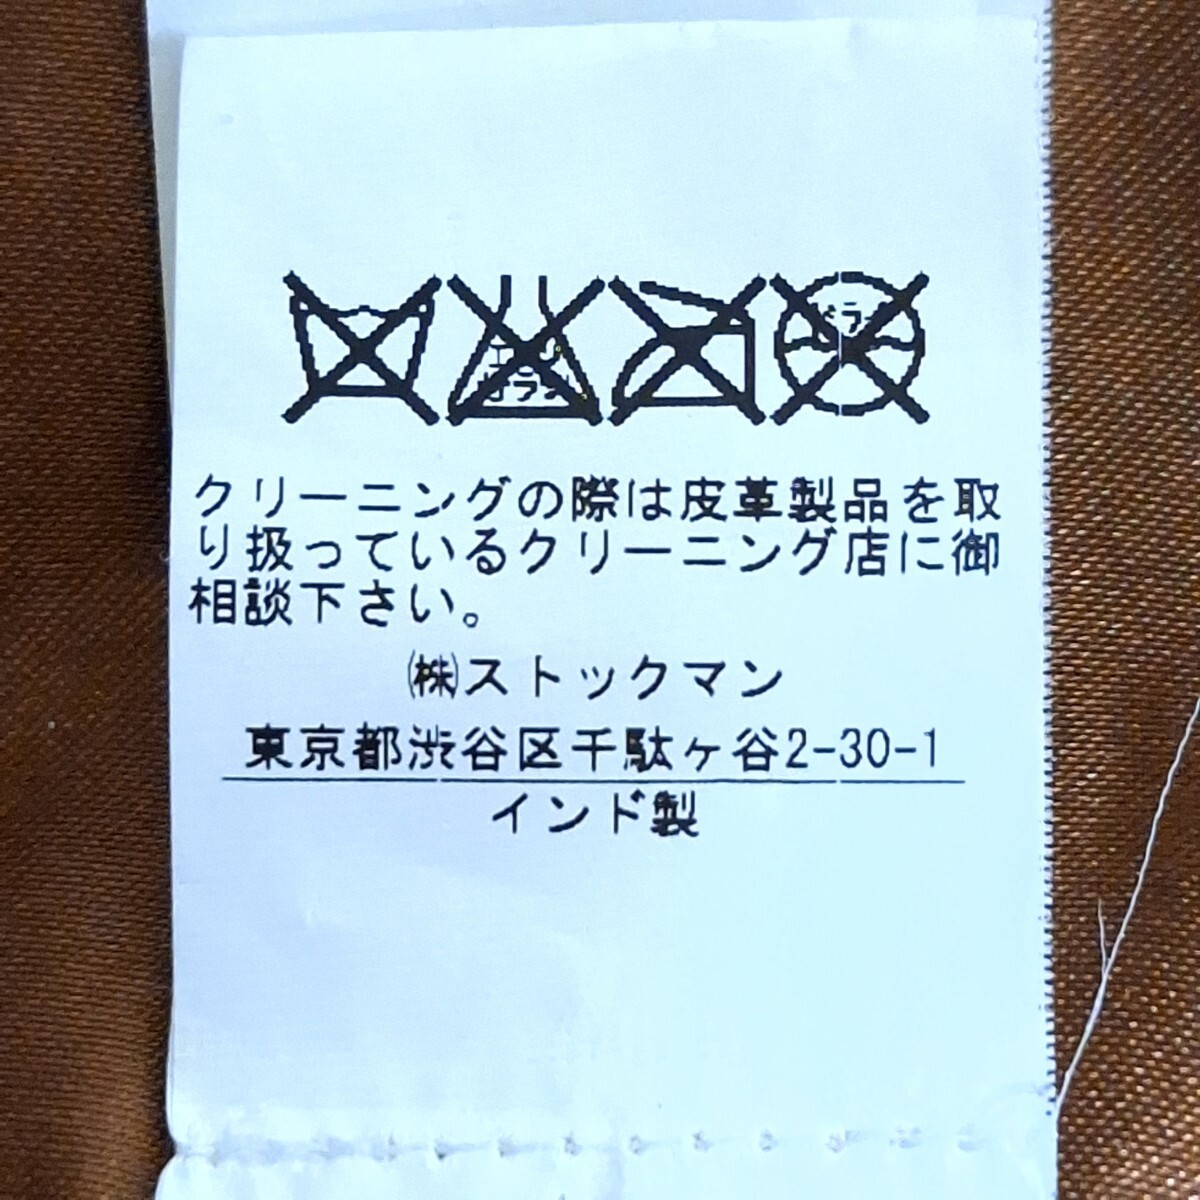 クリーニングの際は皮革製品を取
り扱っているクリーニング店に御
相談下さい。
㈱ストックマン
東京都渋谷区千駄ヶ谷2-30-1
インド製